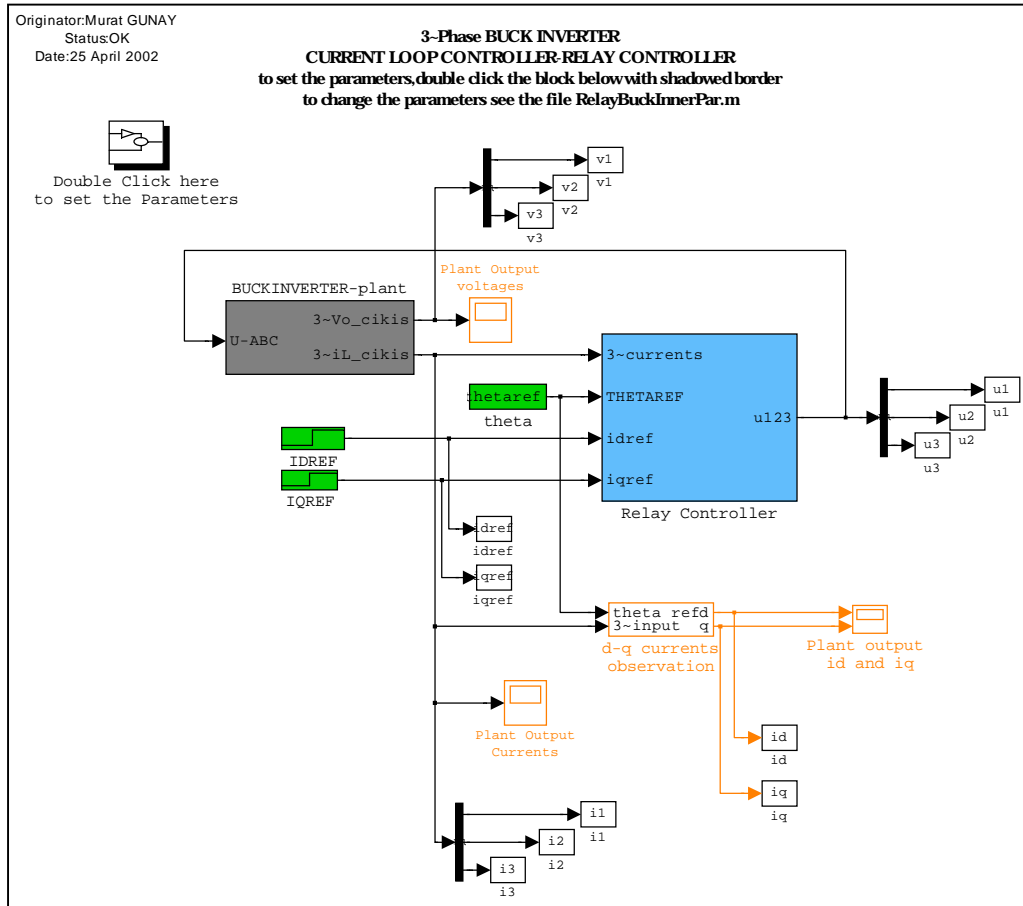 Originator:Murat GUNAY
Status:OK
Date:25 April 2002
3~Phase BUCK INVERTER
CURRENT LOOP CONTROLLER-RELAY CONTROLLER
to set the parameters,double click the block below with shadowed border
to change the parameters see the file RelayBuckInnerPar.m
Double Click here
to set the Parameters
v1
v1
v2
v2
v3
v3
Plant Output
voltages
BUCKINVERTER-plant
U-ABC
3~Vo_cikis
3~iL_cikis
3~currents
THETAREF
idref
iqref
u123
Relay Controller
thetaref
theta
IDREF
IQREF
u1
u1
u2
u2
u3
u3
idref
idref
iqref
iqref
theta ref
d
3~input
q
d-q currents
observation
Plant output
id and iq
Plant Output
Currents
id
id
iq
iq
i1
i1
i2
i2
i3
i3